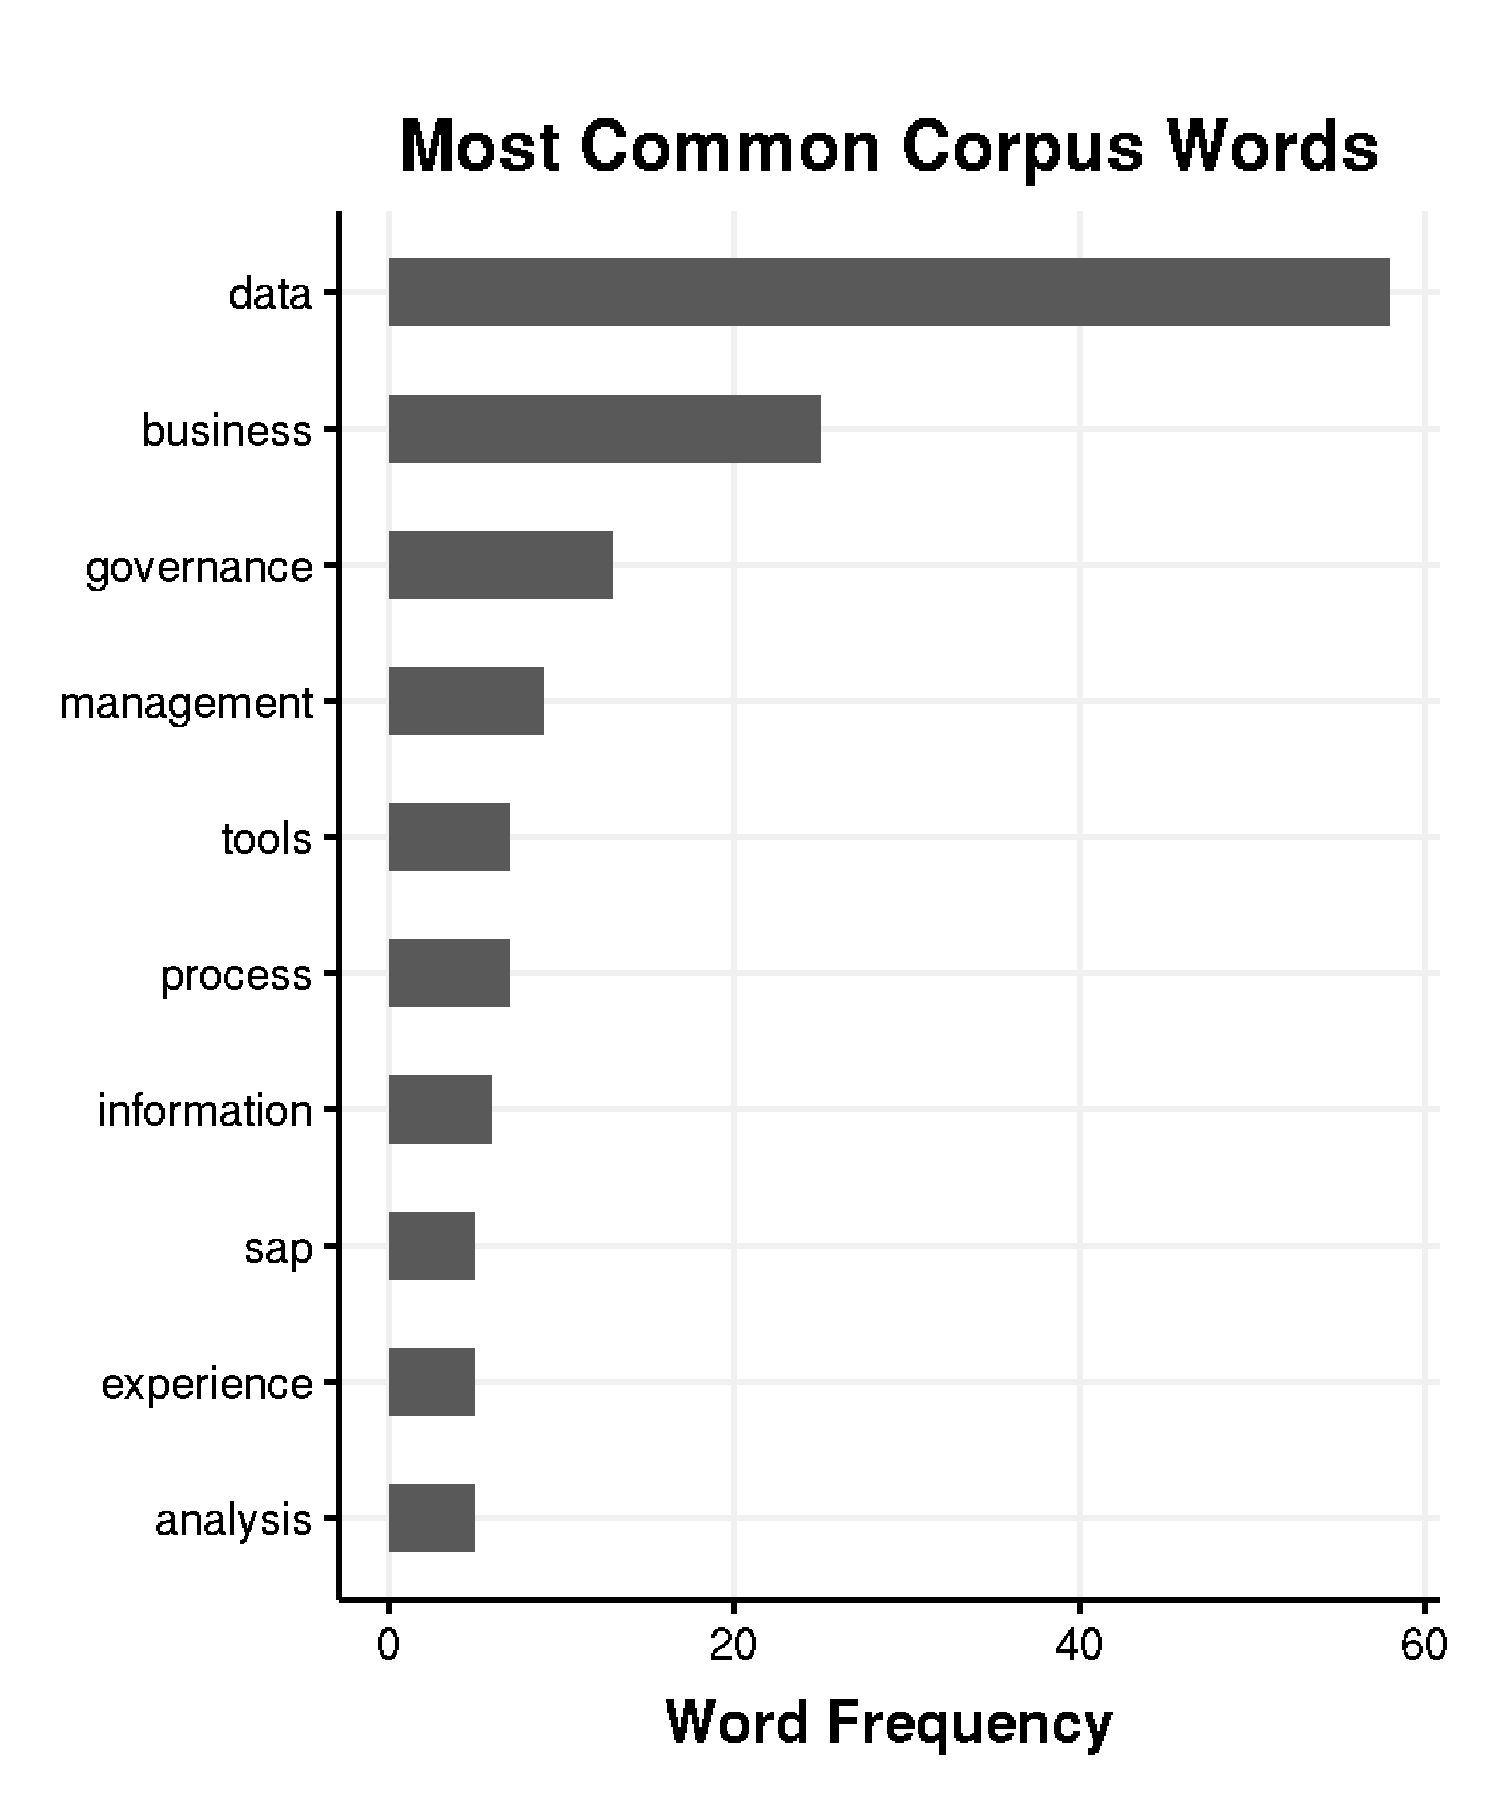 Most Common Corpus Words
data
business
governance
management
tools
process
information
sap
experience
analysis
0 20 40 60
Word Frequency